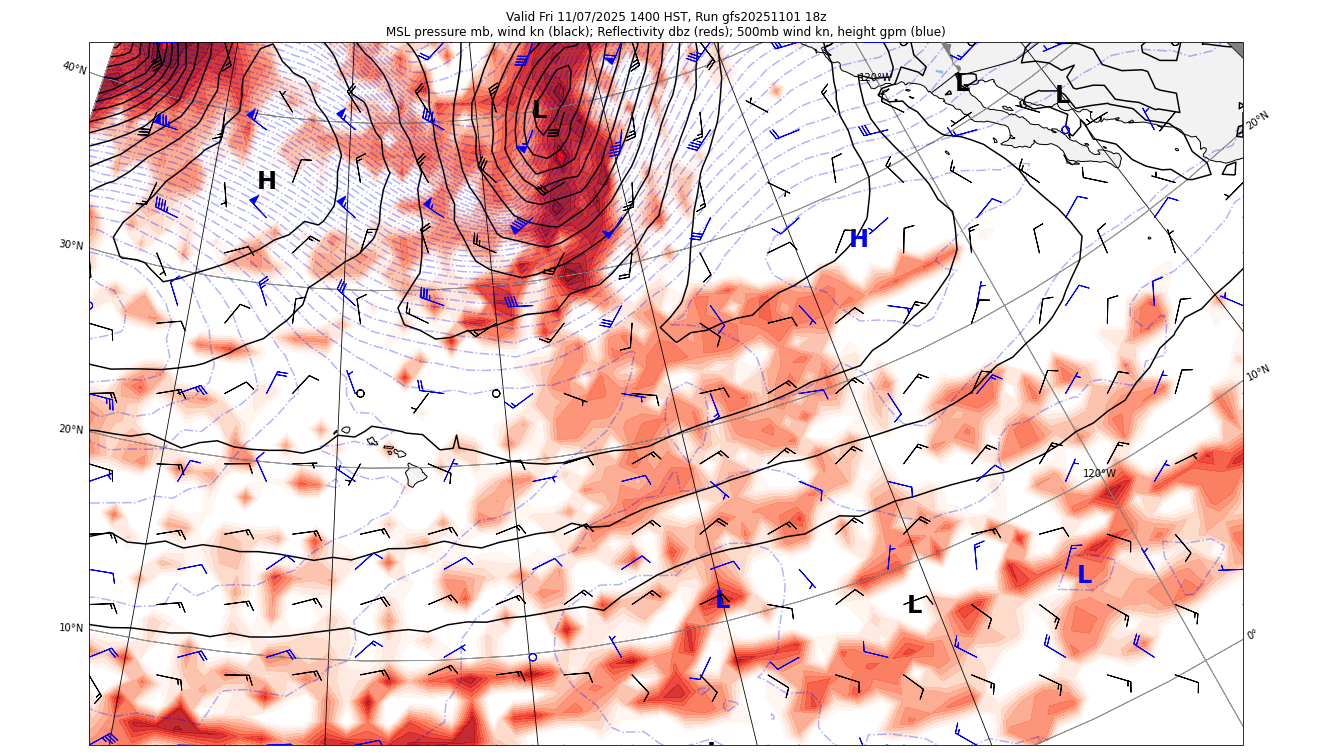 Valid Fri 11/07/2025 1400 HST, Run gfs20251101 18z
MSL pressure mb, wind kn (black); Reflectivity dbz (reds); 500mb wind kn, height gpm (blue)
40°N
120°W
L
L
L
20°N
H
30°N
H
10°N
20°N
120°W
L
L
L
10°N
0°